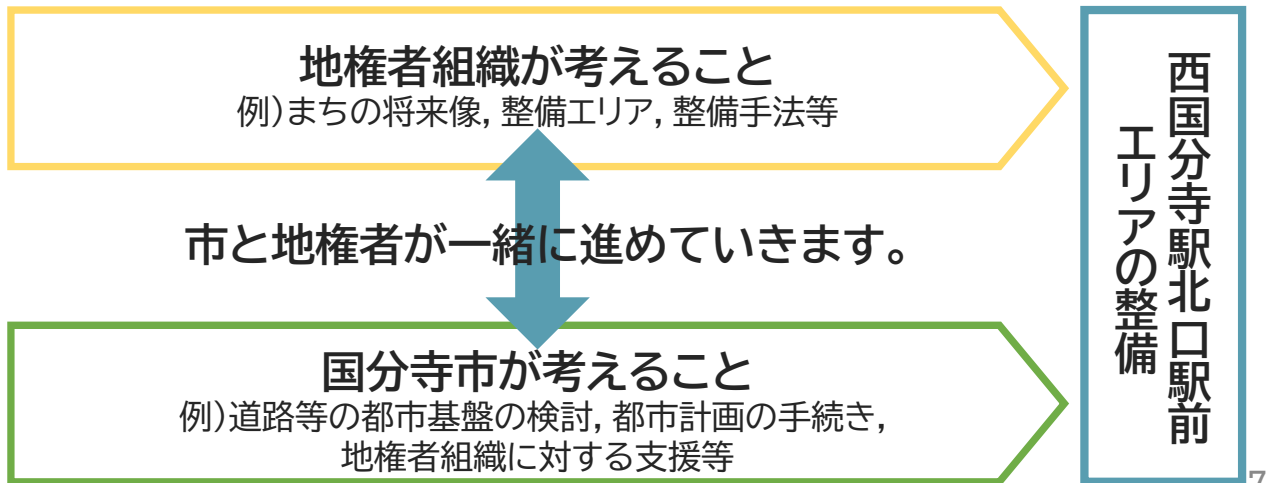 地権者組織が考えること
例)まちの将来像, 整備エリア, 整備手法等
市と地権者が一緒に進めていきます。
国分寺市が考えること
例)道路等の都市基盤の検討, 都市計画の手続き,
地権者組織に対する支援等
西国分寺駅北口駅前
エリアの整備
7